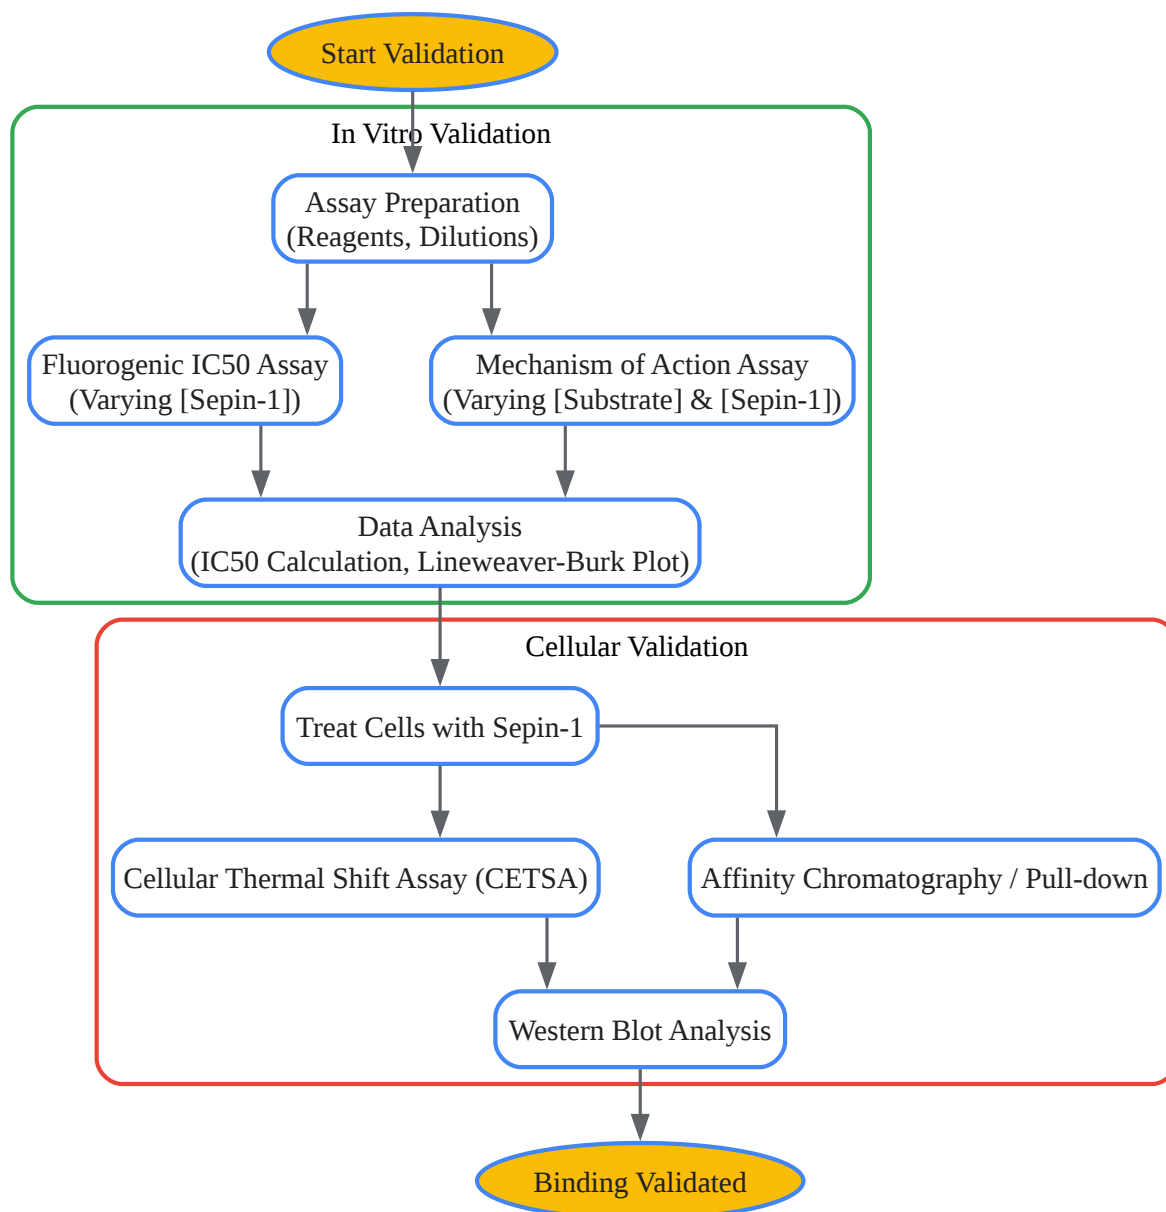 Start Validation
In Vitro Validation
Assay Preparation
(Reagents, Dilutions)
Fluorogenic IC50 Assay
(Varying [Sepin-1])
Mechanism of Action Assay
(Varying [Substrate] & [Sepin-1])
Data Analysis
(IC50 Calculation, Lineweaver-Burk Plot)
Cellular Validation
Treat Cells with Sepin-1
Cellular Thermal Shift Assay (CETSA)
Affinity Chromatography / Pull-down
Western Blot Analysis
Binding Validated